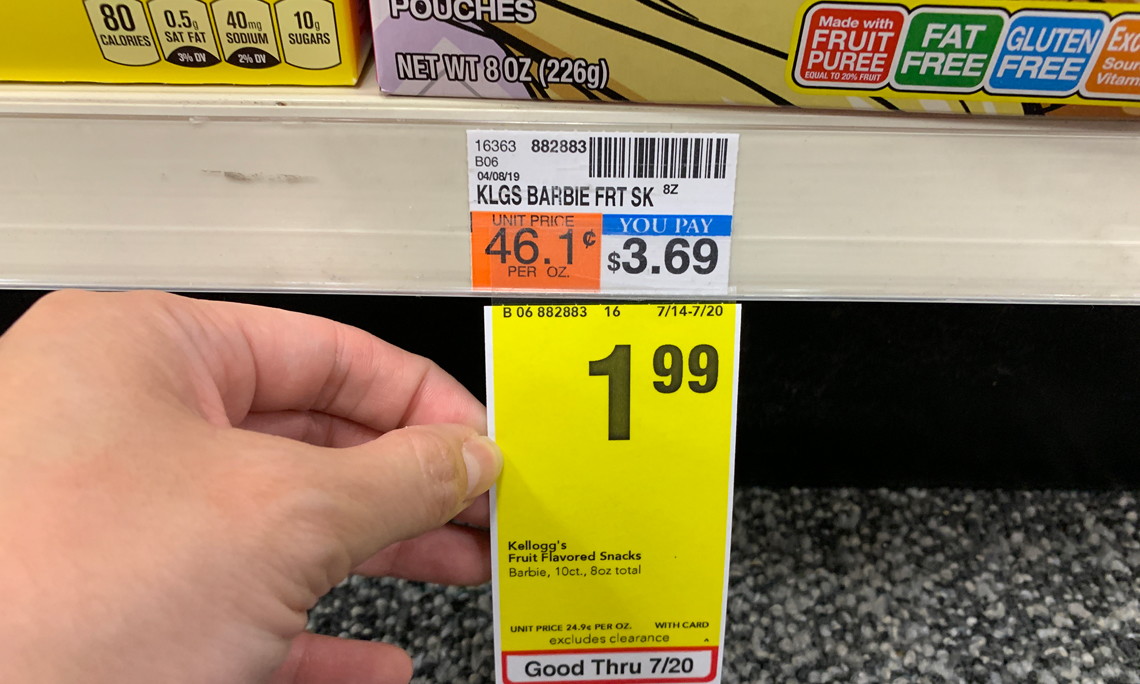 80
CALORIES
0.5g
SAT FAT
3% DV
40mg
SODIUM
2% DV
10g
SUGARS
POUCHES
NET WT 8 OZ (226g)
Made with
FRUIT
PUREE
EQUAL TO 20% FRUIT
FAT
FREE
GLUTEN
FREE
16363 882883
B06
04/08/19
KLGS BARBIE FRT SK 8Z
UNIT PRICE
46.1¢
PER OZ.
YOU PAY
$3.69
B 06 882883 16 7/14-7/20
1 99
Kellogg's
Fruit Flavored Snacks
Barbie, 10ct., 8oz total
UNIT PRICE 24.9¢ PER OZ. WITH CARD
excludes clearance
Good Thru 7/20